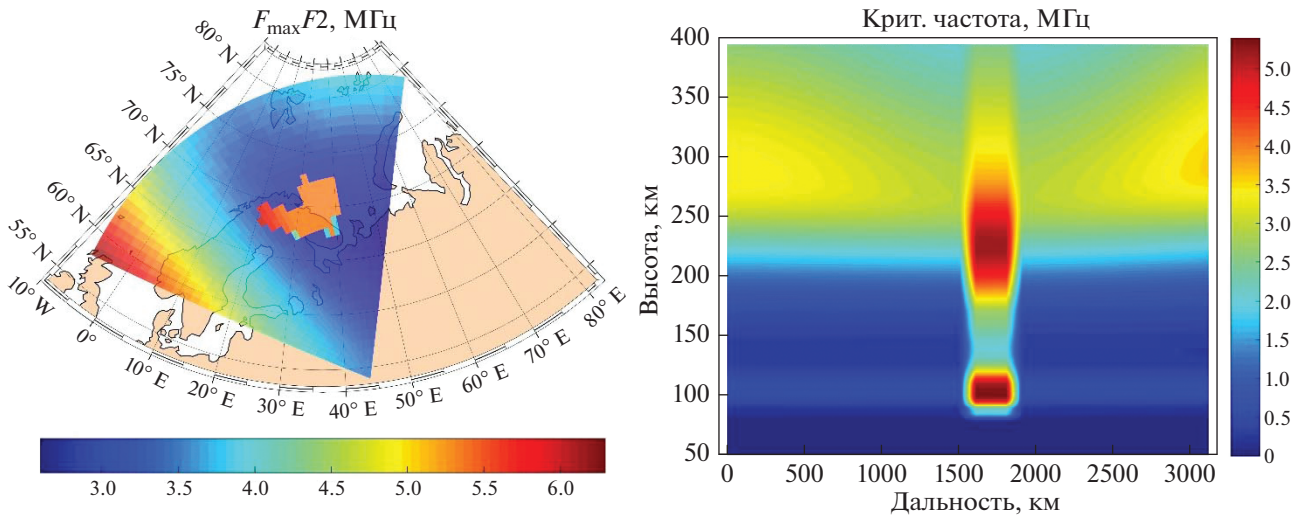 F_max F2, МГц
80° N
75° N
70° N
65° N
60° N
55° N
10° W
0°
10° E
20° E
30° E
40° E
50° E
60° E
70° E
80° E
3.0 3.5 4.0 4.5 5.0 5.5 6.0
Крит. частота, МГц
400
350
300
250
200
150
100
50
Высота, км
0 500 1000 1500 2000 2500 3000
Дальность, км
5.0
4.5
4.0
3.5
3.0
2.5
2.0
1.5
1.0
0.5
0